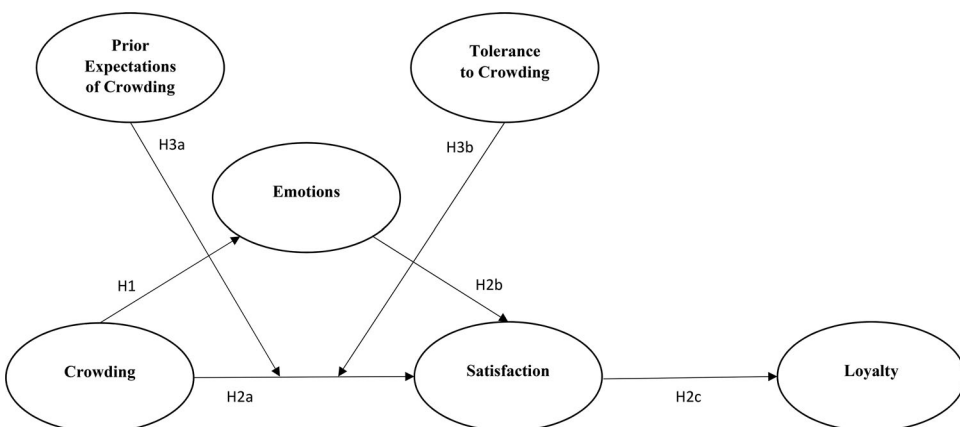 Prior
Expectations
of Crowding
Tolerance
to Crowding
H3a
H3b
Emotions
H1
H2b
Crowding
Satisfaction
Loyalty
H2a
H2c